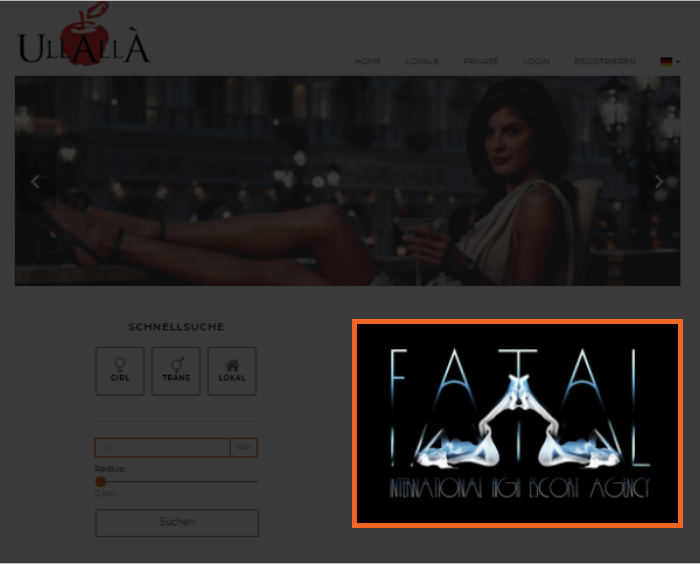 ULLALLÀ
HOME LOKALE PRIVATE LOGIN REGISTRIEREN
SCHNELLSUCHE
GIRL TRANS LOKAL
Ort Go!
Radius:
0 km
Suchen
FATAL
INTERNATIONAL HIGH ESCORT AGENCY